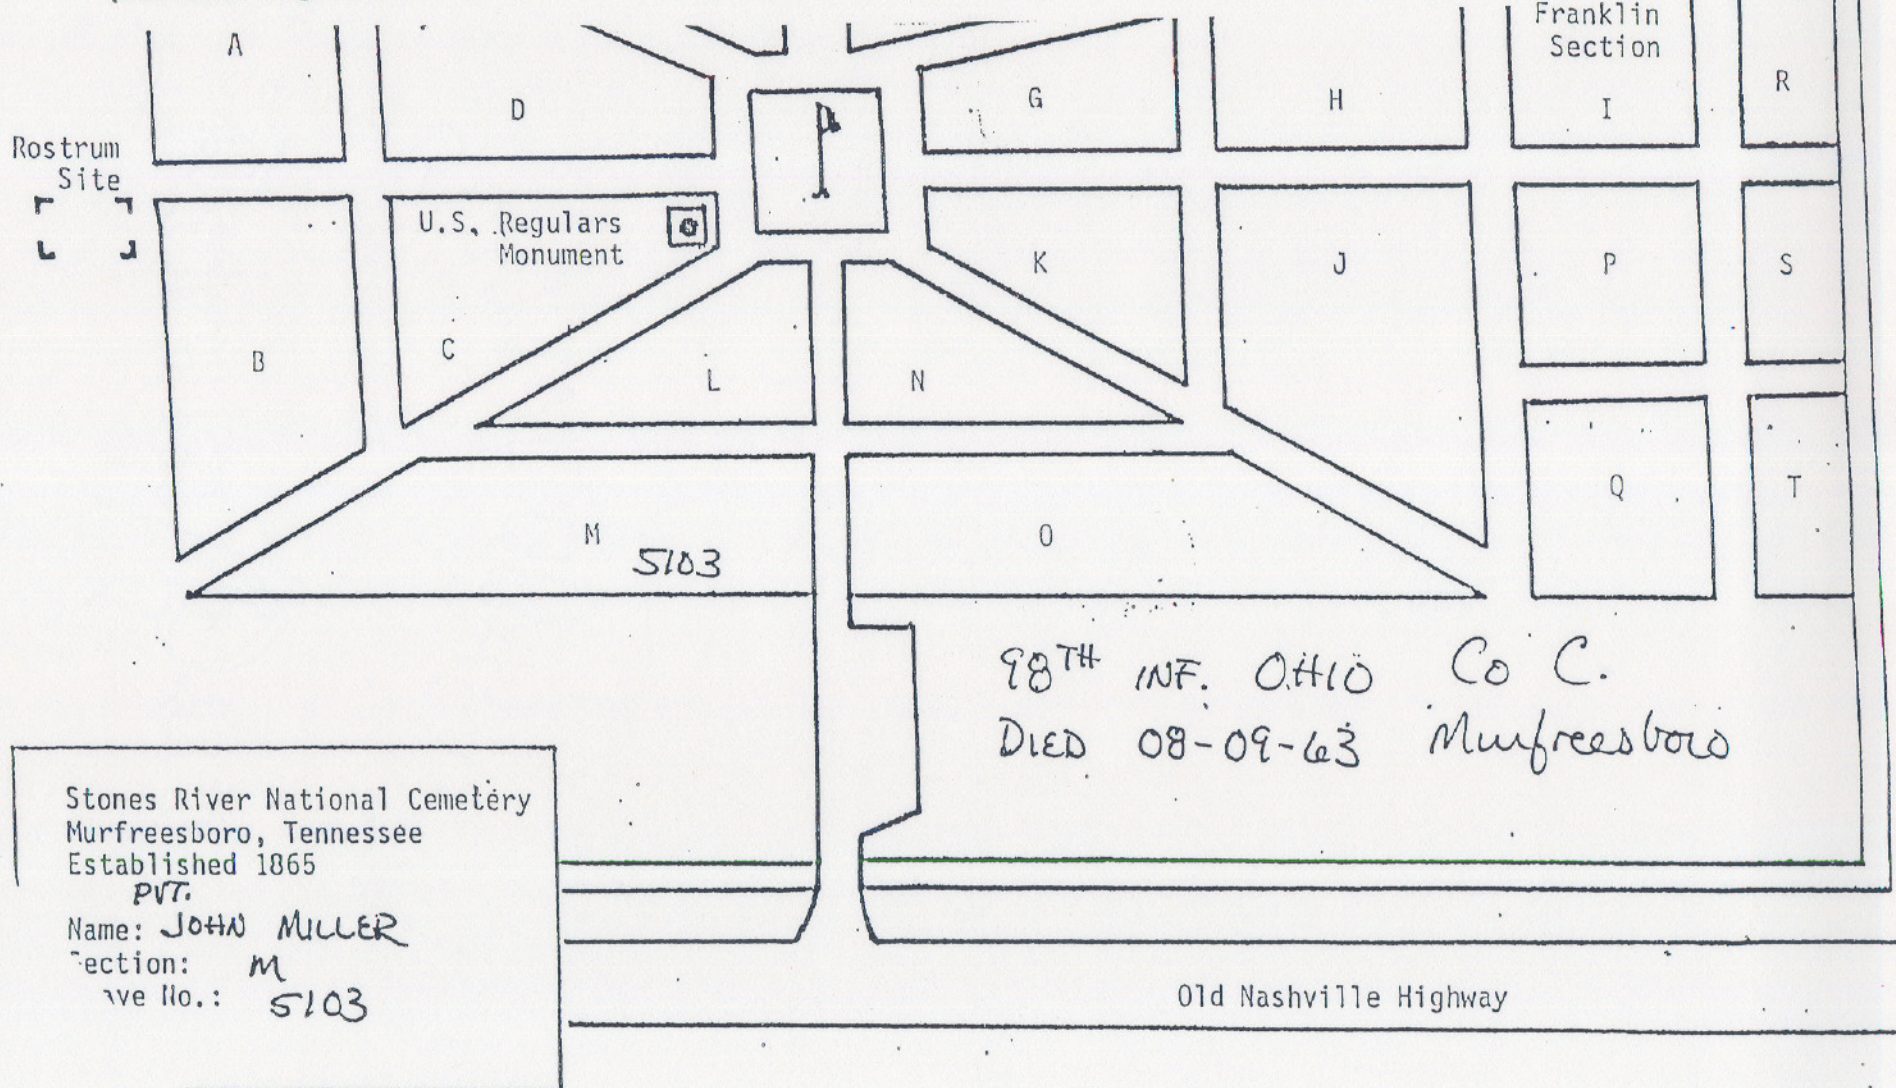 Franklin
Section
A
D
G
H
I
R
Rostrum
Site
U.S. Regulars
Monument
B
C
L
N
K
J
P
S
M
5103
O
Q
T
98TH INF. OHIO Co C.
DIED 08-09-63 Murfreesboro
Stones River National Cemetery
Murfreesboro, Tennessee
Established 1865
PVT.
Name: JOHN MILLER
ection: M
ve No.: 5103
Old Nashville Highway